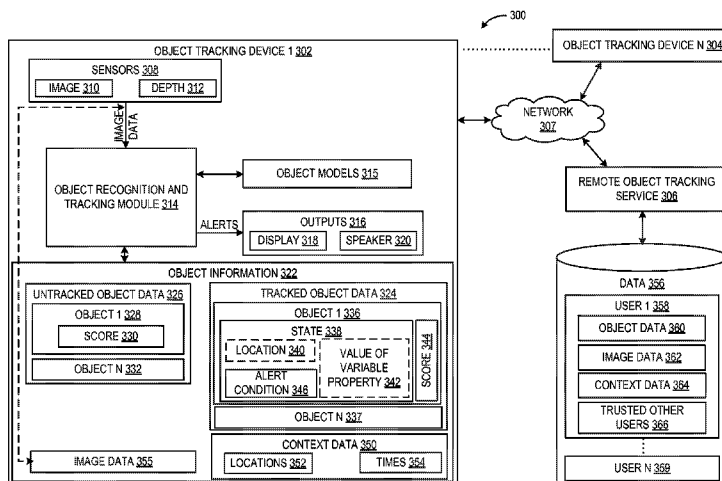 300
OBJECT TRACKING DEVICE 1 302
OBJECT TRACKING DEVICE N 304
SENSORS 308
IMAGE 310
DEPTH 312
IMAGE
DATA
NETWORK
307
OBJECT RECOGNITION AND
TRACKING MODULE 314
OBJECT MODELS 315
REMOTE OBJECT TRACKING
SERVICE 306
ALERTS
OUTPUTS 316
DISPLAY 318
SPEAKER 320
OBJECT INFORMATION 322
UNTRACKED OBJECT DATA 326
OBJECT 1 328
SCORE 330
OBJECT N 332
TRACKED OBJECT DATA 324
OBJECT 1 336
STATE 338
LOCATION 340
ALERT
CONDITION 346
VALUE OF
VARIABLE
PROPERTY
342
SCORE 344
OBJECT N 337
CONTEXT DATA 350
LOCATIONS 352
TIMES 354
IMAGE DATA 355
DATA 356
USER 1 358
OBJECT DATA 360
IMAGE DATA 362
CONTEXT DATA 364
TRUSTED OTHER
USERS 366
USER N 359